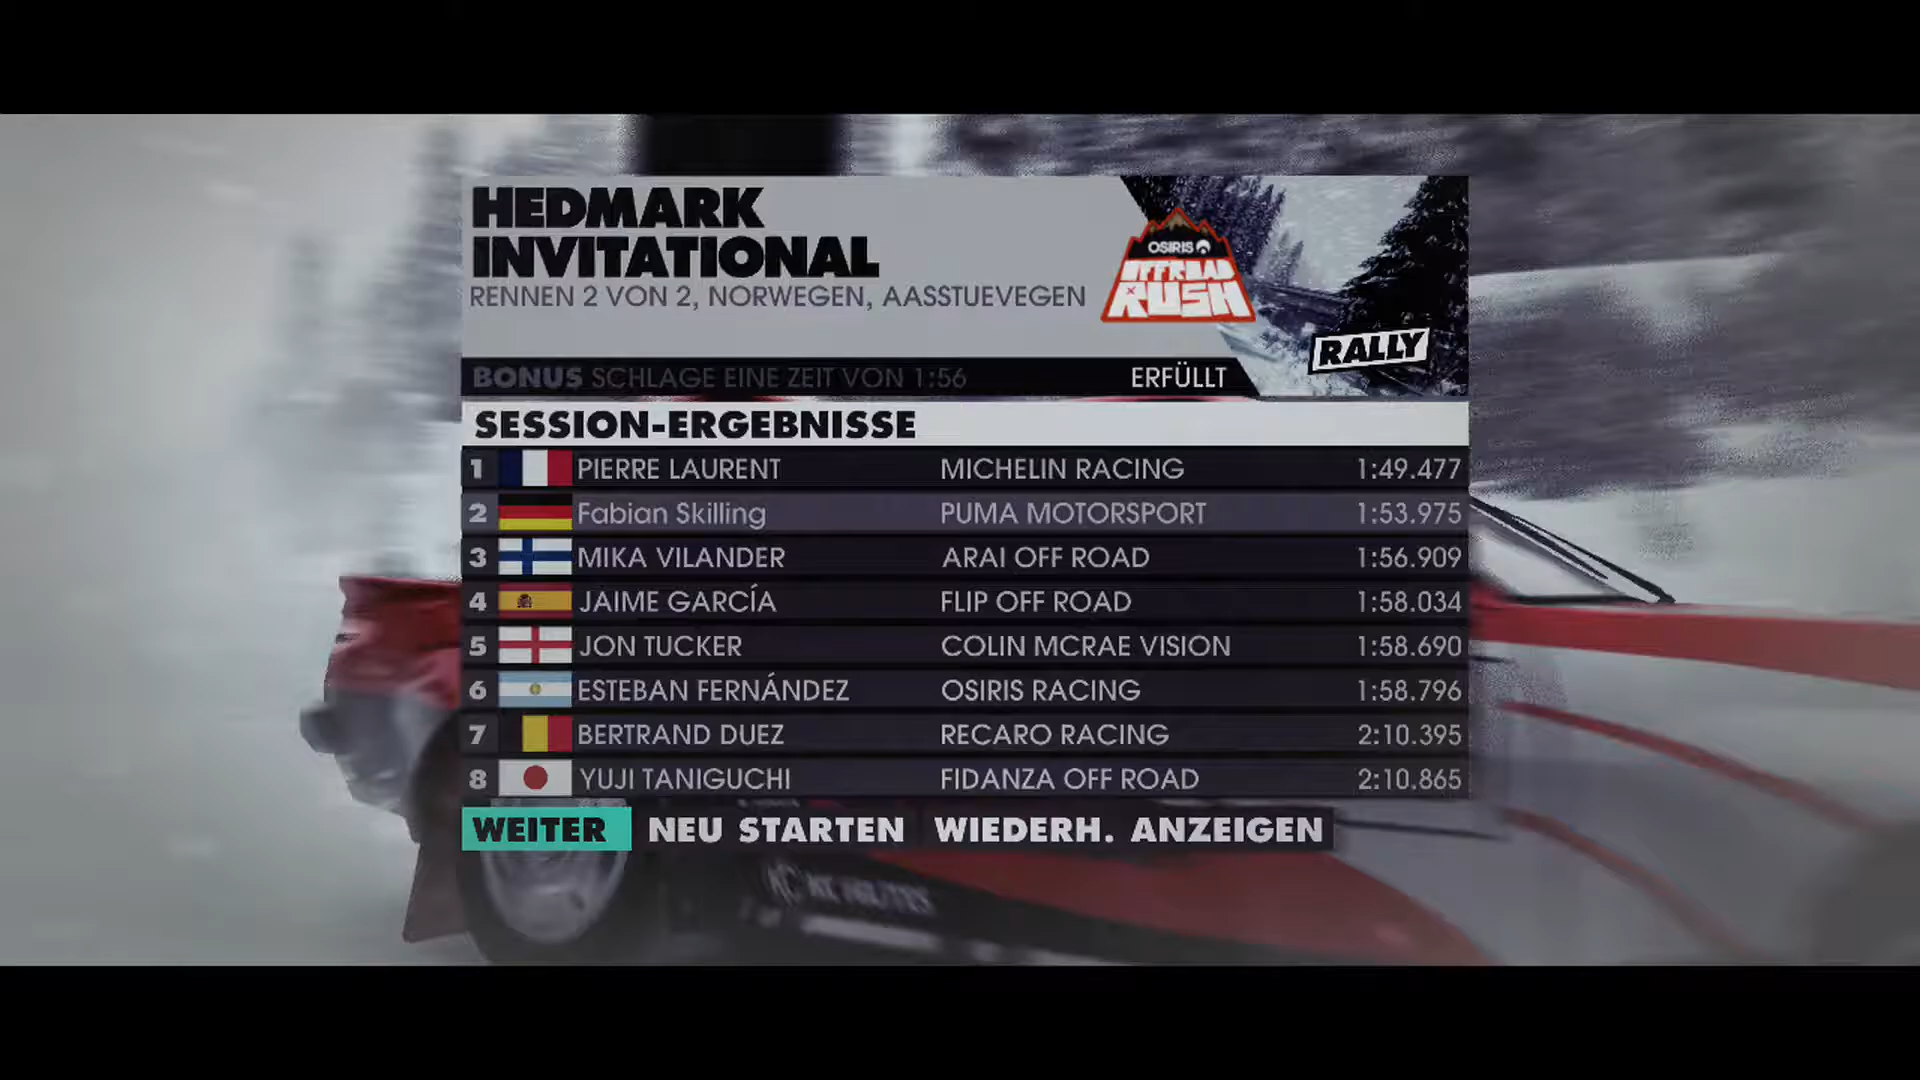 HEDMARK
INVITATIONAL
RENNEN 2 VON 2, NORWEGEN, AASSTUEVEGEN
OSIRIS
OFFROAD
RUSH
RALLY
BONUS SCHLAGE EINE ZEIT VON 1:56 ERFÜLLT
SESSION-ERGEBNISSE
1 PIERRE LAURENT MICHELIN RACING 1:49.477
2 Fabian Skilling PUMA MOTORSPORT 1:53.975
3 MIKA VILANDER ARAI OFF ROAD 1:56.909
4 JAIME GARCÍA FLIP OFF ROAD 1:58.034
5 JON TUCKER COLIN MCRAE VISION 1:58.690
6 ESTEBAN FERNÁNDEZ OSIRIS RACING 1:58.796
7 BERTRAND DUEZ RECARO RACING 2:10.395
8 YUJI TANIGUCHI FIDANZA OFF ROAD 2:10.865
WEITER NEU STARTEN WIEDERH. ANZEIGEN